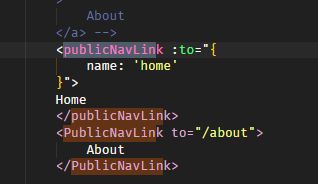 >
About
</a> -->
<publicNavLink :to="{
name: 'home'
}">
Home
</publicNavLink>
<PublicNavLink to="/about">
About
</PublicNavLink>